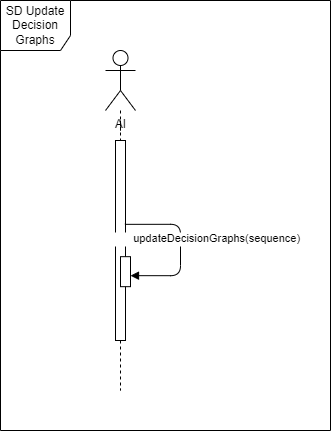 SD Update
Decision
Graphs
AI
updateDecisionGraphs(sequence)